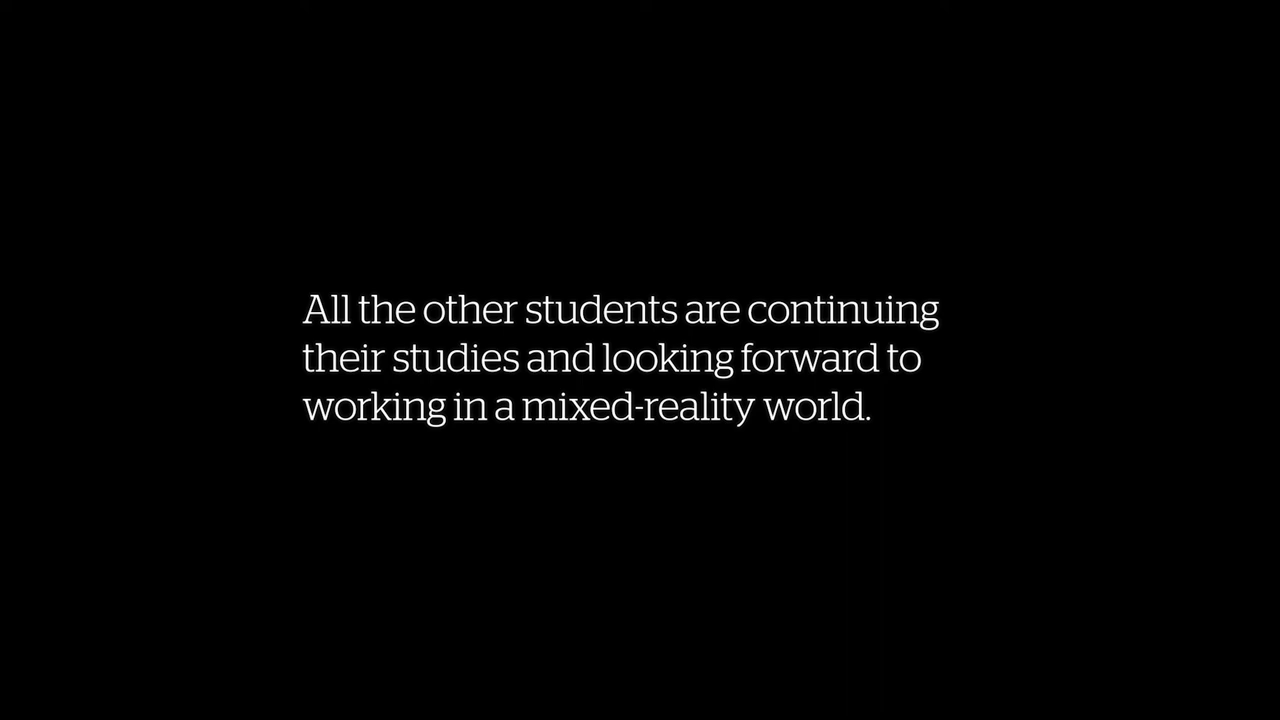 All the other students are continuing
their studies and looking forward to
working in a mixed-reality world.